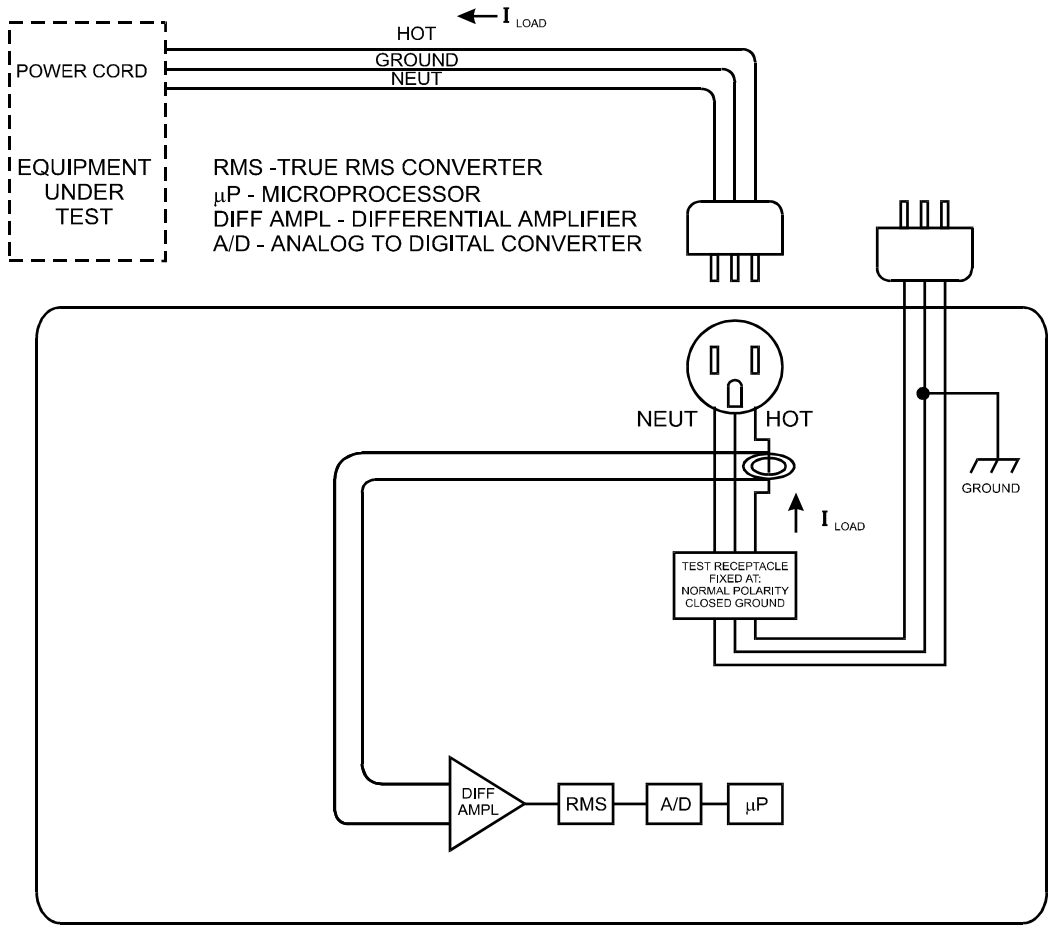 I LOAD
HOT
GROUND
NEUT
POWER CORD
EQUIPMENT
UNDER
TEST
RMS -TRUE RMS CONVERTER
μP - MICROPROCESSOR
DIFF AMPL - DIFFERENTIAL AMPLIFIER
A/D - ANALOG TO DIGITAL CONVERTER
NEUT
HOT
GROUND
I LOAD
TEST RECEPTACLE
FIXED AT:
NORMAL POLARITY
CLOSED GROUND
DIFF
AMPL
RMS
A/D
μP